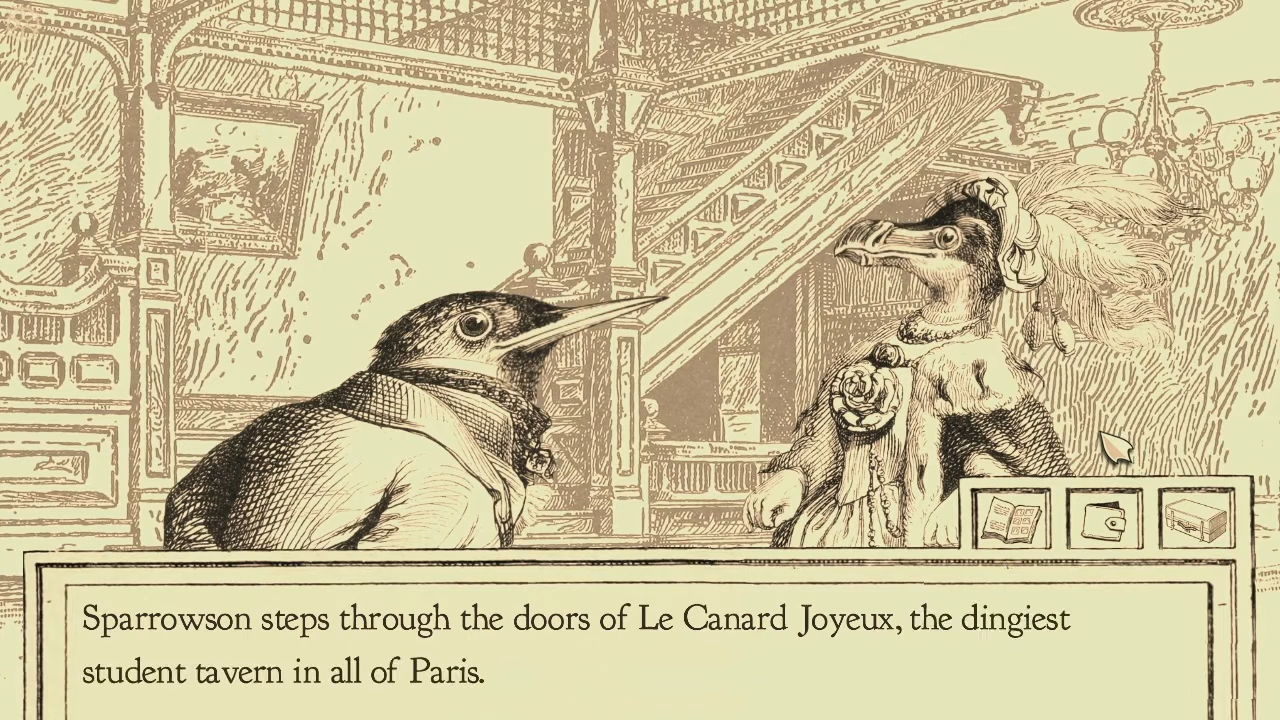 Sparrowson steps through the doors of Le Canard Joyeux, the dingiest
student tavern in all of Paris.